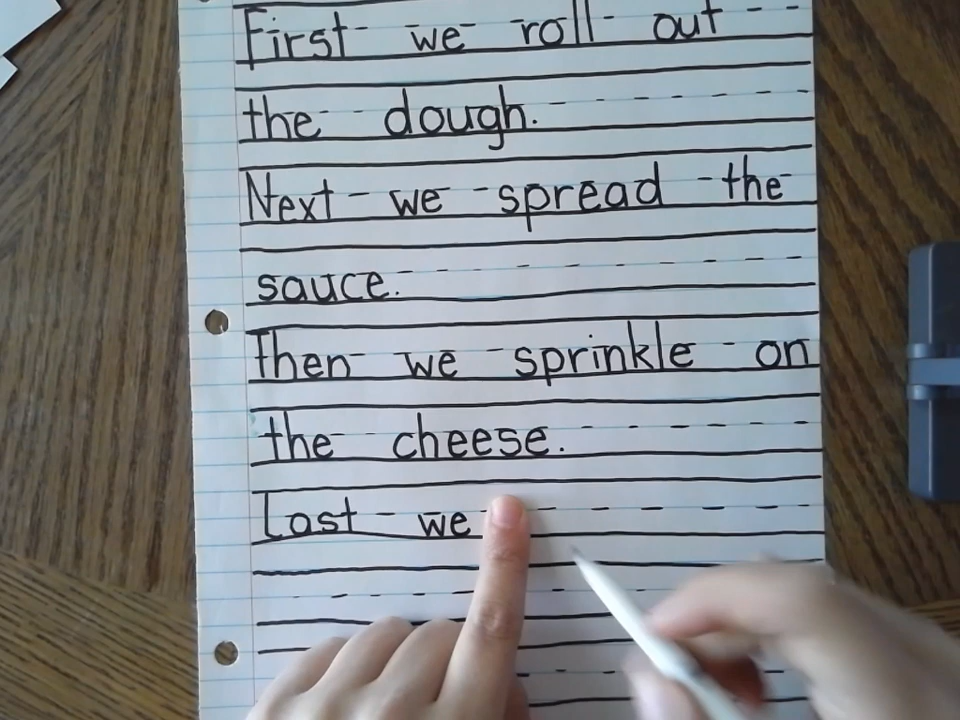 First we roll out
the dough.
Next we spread the
sauce.
Then we sprinkle on
the cheese.
Last we